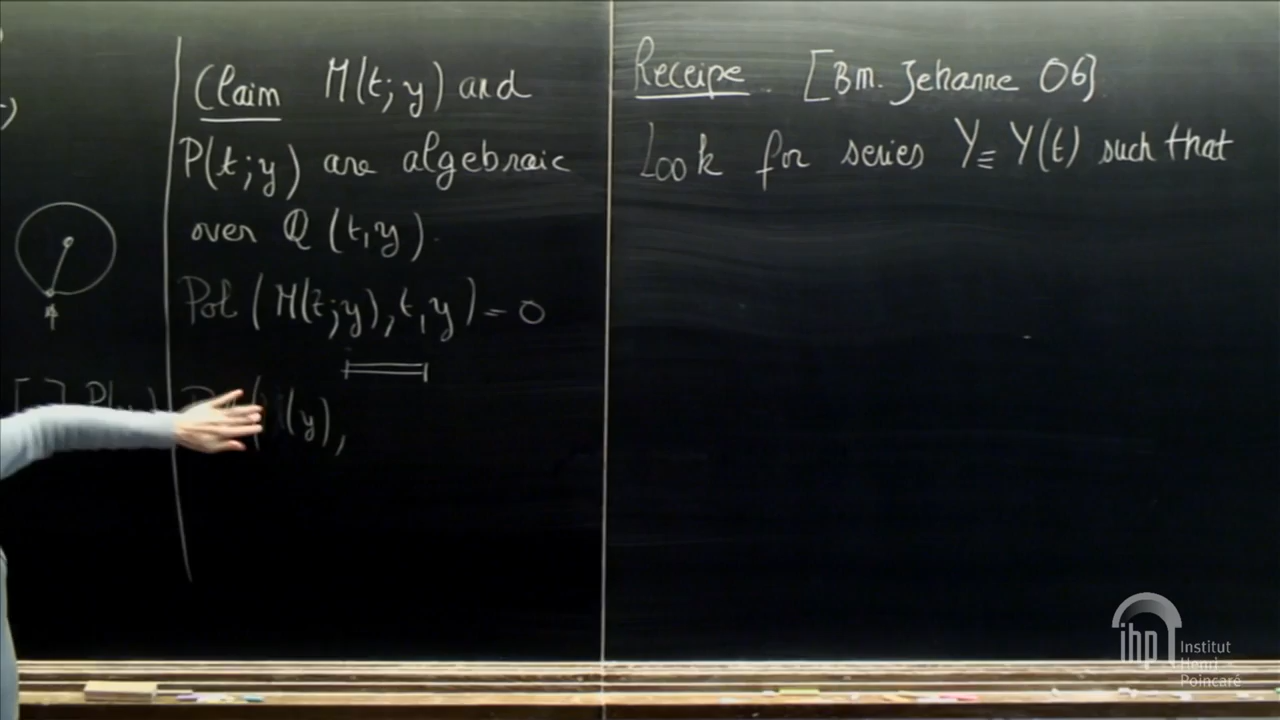 Claim M(t;y) and
P(t;y) are algebraic
over Q(t,y).
Pol(M(t;y),t,y)=0
(y),
Receipe. [Bm. Jehanne 06]
Look for series Y≡Y(t) such that
ihp Institut
Henri
Poincaré